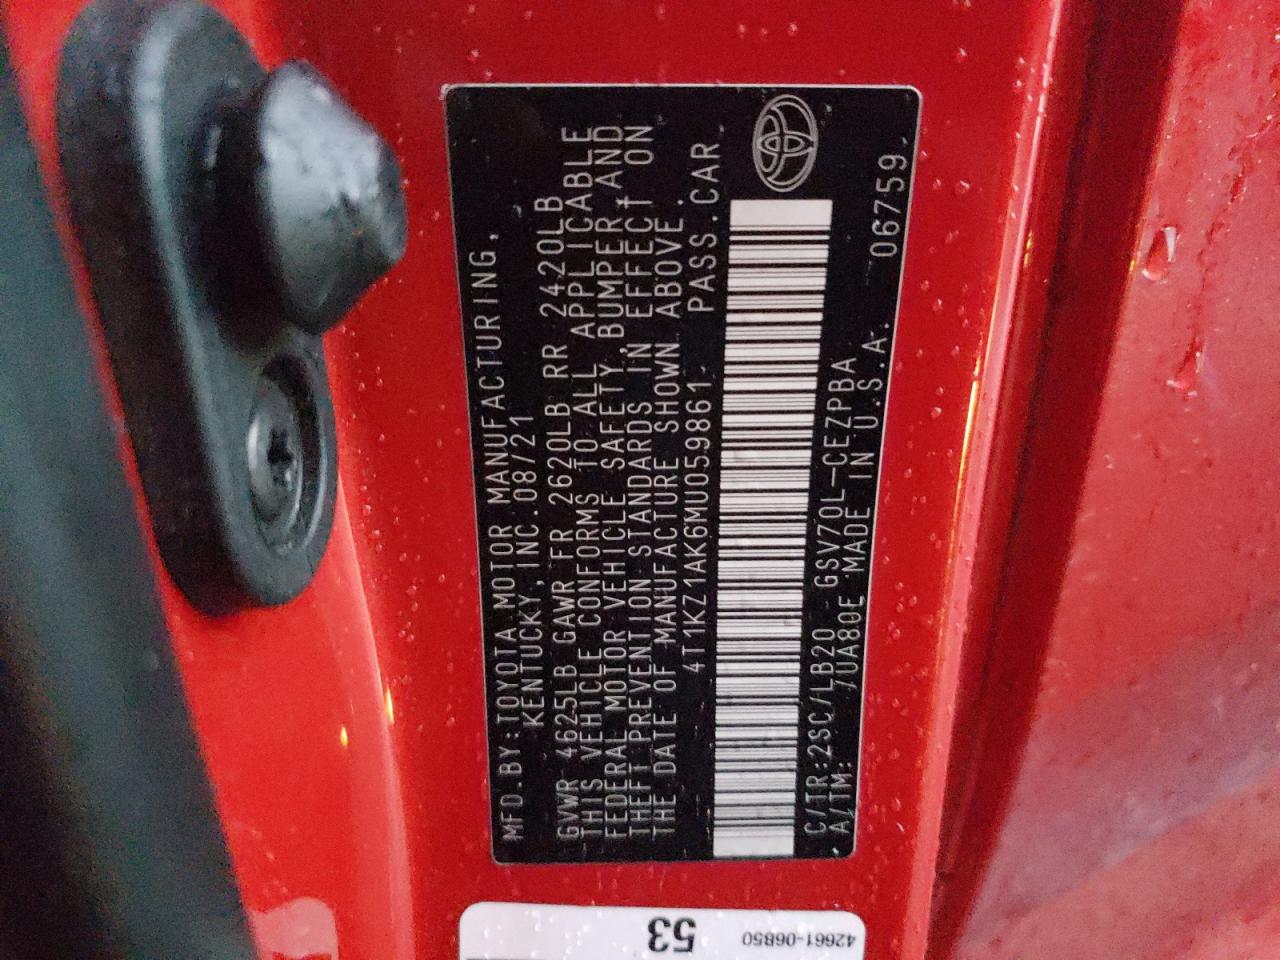 MFD.BY:TOYOTA MOTOR MANUFACTURING,
KENTUCKY,INC.08/21
GVWR 4625LB GAWR FR 2620LB RR 2420LB
THIS VEHICLE CONFORMS TO ALL APPLICABLE
FEDERAL MOTOR VEHICLE SAFETY,BUMPER,AND
THEFT PREVENTION STANDARDS IN EFFECT ON
THE DATE OF MANUFACTURE SHOWN ABOVE.
4T1KZ1AK6MU059861 PASS.CAR
C/TR:2SC/LB20 GSV70L-CEZPBA
A/TM: /UA80E MADE IN U.S.A. 06759
53
42661-06850